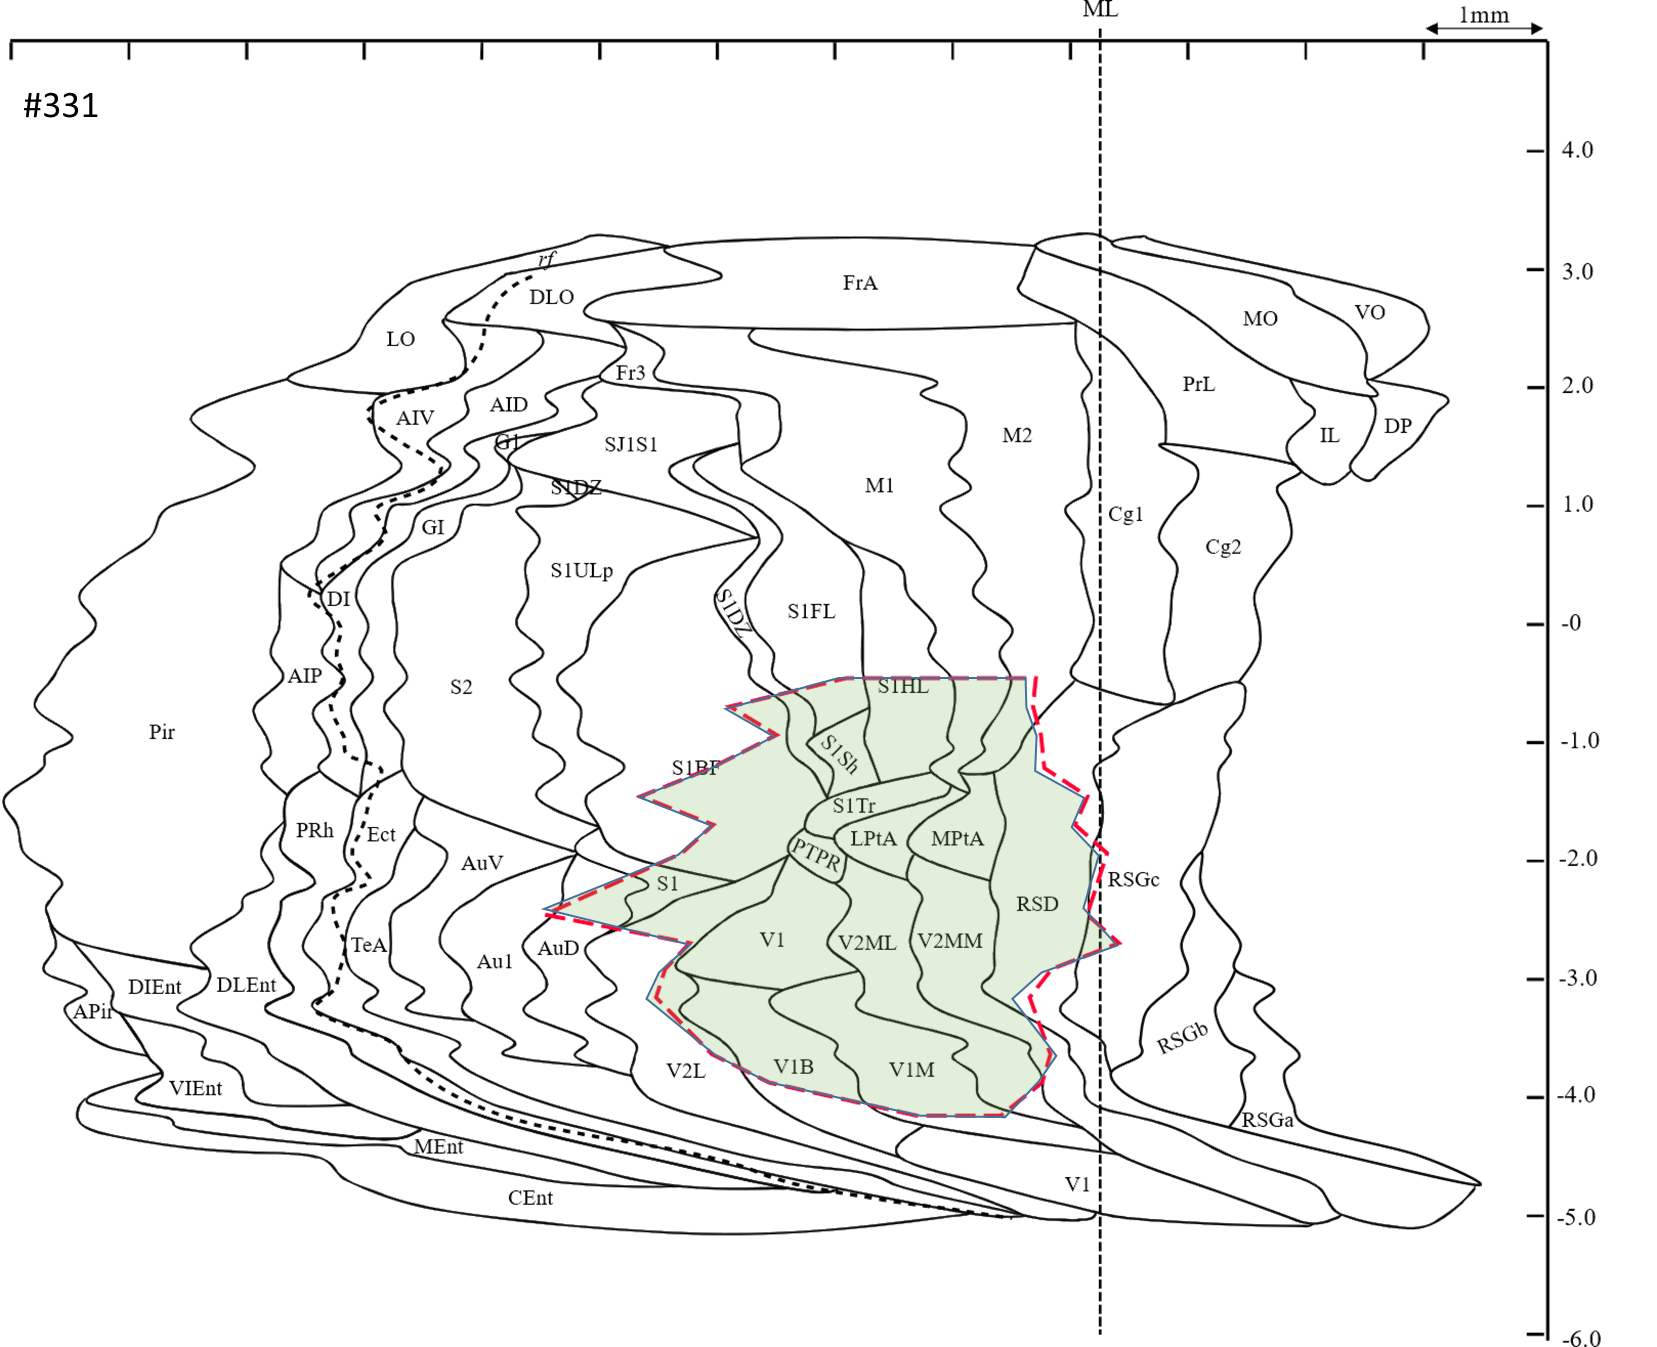 ML
1mm
#331
4.0
rf
3.0
FrA
DLO
VO
MO
LO
Fr3
PrL
2.0
AID
AIV
DP
M2
IL
G1
SJ1S1
M1
S1DZ
1.0
Cg1
GI
Cg2
S1ULp
DI
S1DZ
S1FL
-0
AIP
S2
S1HL
Pir
-1.0
S1Sh
S1BF
S1Tr
PRh
Ect
LPtA
MPtA
PTPR
-2.0
AuV
S1
RSGc
RSD
V1
V2ML
V2MM
TeA
AuD
Au1
-3.0
DIEnt
DLEnt
APir
RSGb
V1B
V1M
V2L
VIEnt
-4.0
RSGa
MEnt
V1
CEnt
-5.0
-6.0